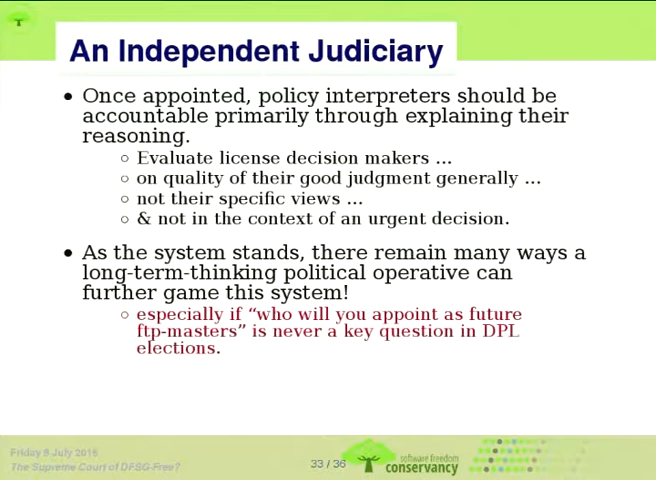 An Independent Judiciary
• Once appointed, policy interpreters should be
accountable primarily through explaining their
reasoning.
○ Evaluate license decision makers …
○ on quality of their good judgment generally …
○ not their specific views …
○ & not in the context of an urgent decision.
• As the system stands, there remain many ways a
long-term-thinking political operative can
further game this system!
○ especially if “who will you appoint as future
ftp-masters” is never a key question in DPL
elections.
Friday 8 July 2016
The Supreme Court of DFSG-Free?
33 / 36
software freedom
conservancy